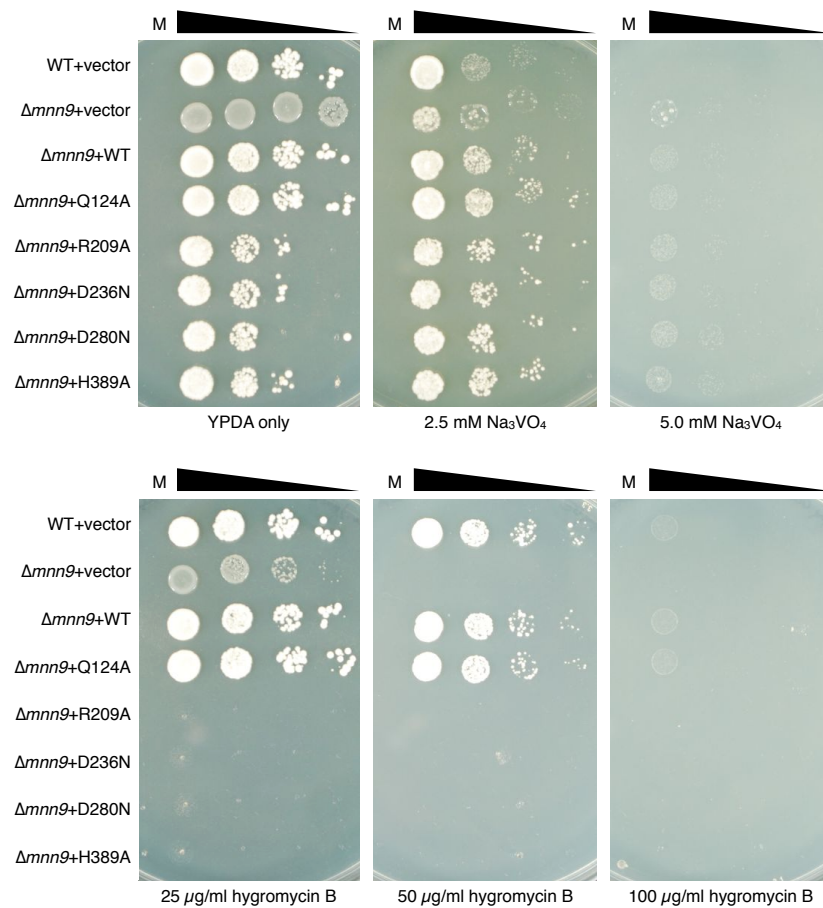 M
M
M
WT+vector
Δmnn9+vector
Δmnn9+WT
Δmnn9+Q124A
Δmnn9+R209A
Δmnn9+D236N
Δmnn9+D280N
Δmnn9+H389A
YPDA only
2.5 mM Na₃VO₄
5.0 mM Na₃VO₄
M
M
M
WT+vector
Δmnn9+vector
Δmnn9+WT
Δmnn9+Q124A
Δmnn9+R209A
Δmnn9+D236N
Δmnn9+D280N
Δmnn9+H389A
25 µg/ml hygromycin B
50 µg/ml hygromycin B
100 µg/ml hygromycin B